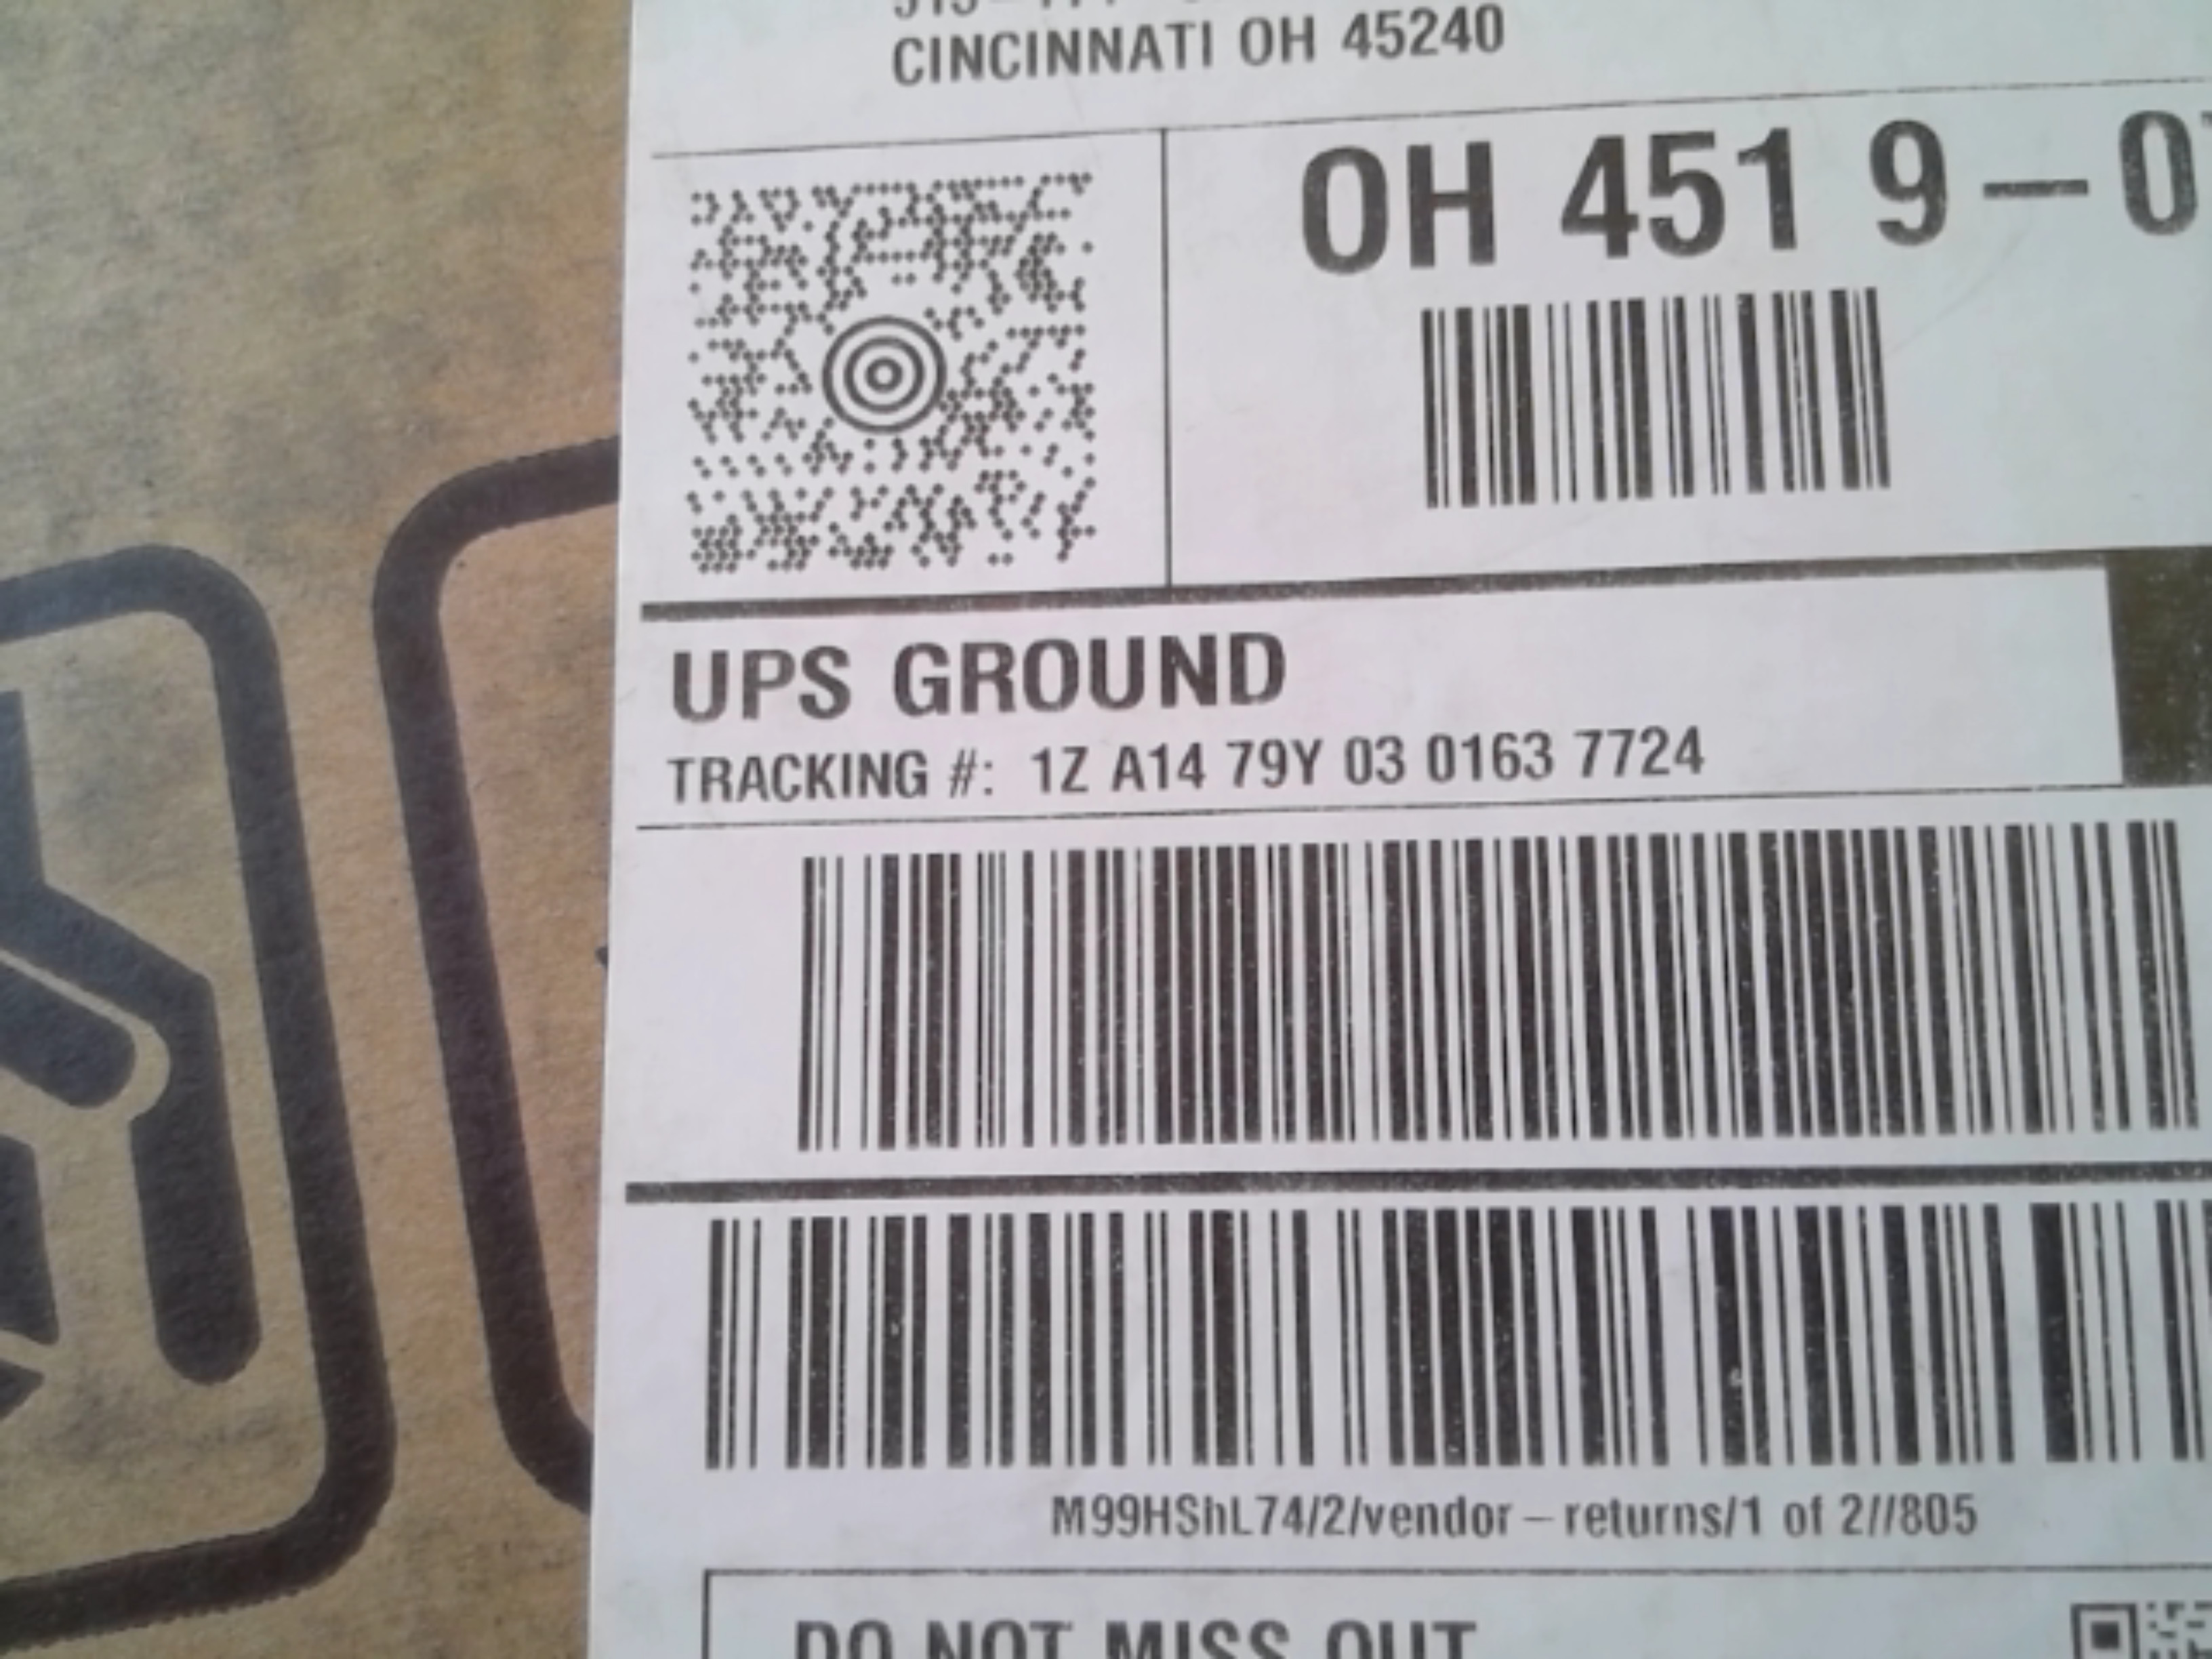 CINCINNATI OH 45240
OH 451 9-0
UPS GROUND
TRACKING #: 1Z A14 79Y 03 0163 7724
M99HShL74/2/vendor-returns/1 of 2//805
DO NOT MISS OUT